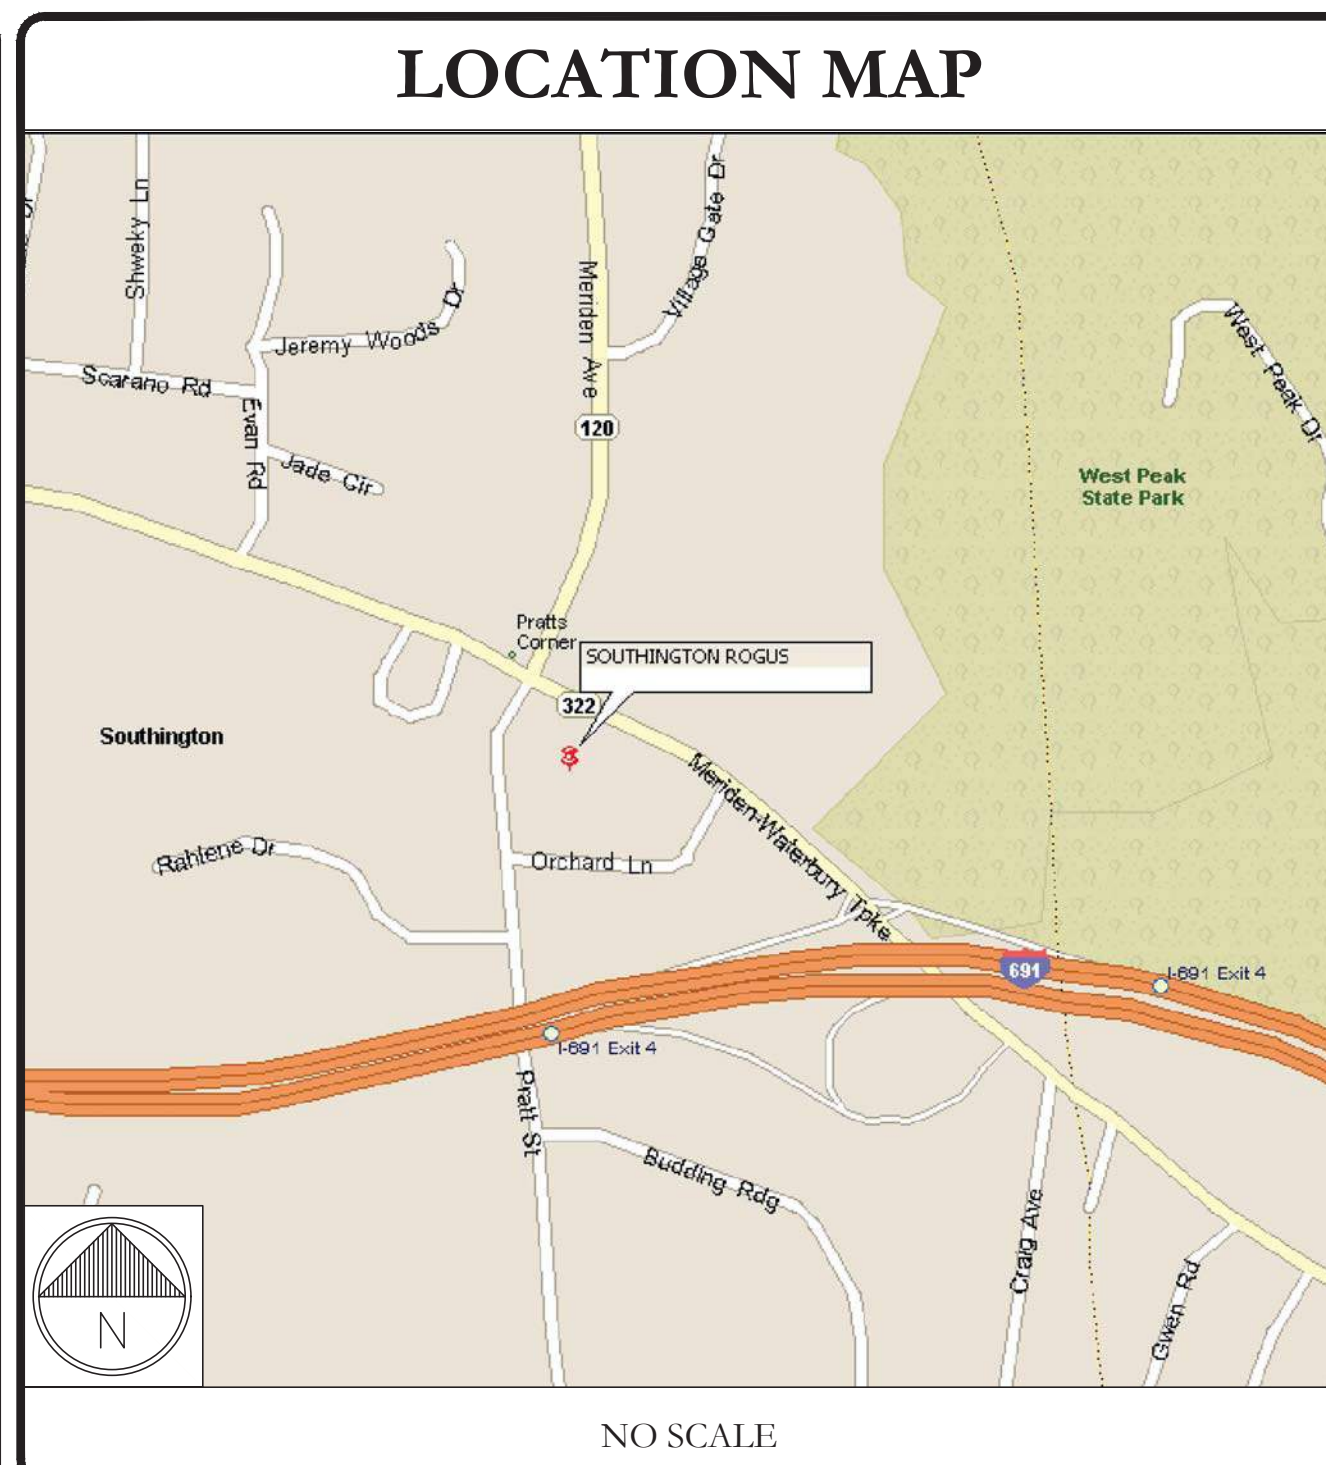 LOCATION MAP
Shweky Ln
Village Gate Dr
Meriden Ave
Jeremy Woods Dr
West Peak Dr
Scarano Rd
Evan Rd
120
Jade Cir
West Peak
State Park
Pratts
Corner
SOUTHINGTON ROGUS
322
Southington
Meriden-Waterbury Tpke
Rahlene Dr
Orchard Ln
691
I-691 Exit 4
I-691 Exit 4
Pratt St
Budding Rdg
Craig Ave
Gwen Rd
N
NO SCALE